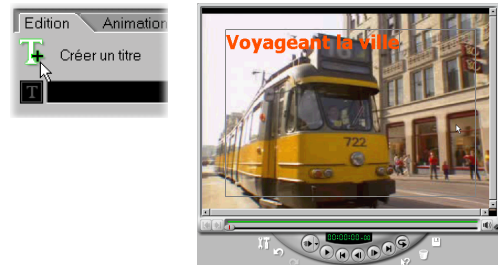 Edition Animation
Créer un titre
T
Voyageant la ville
722
00:00:00.00